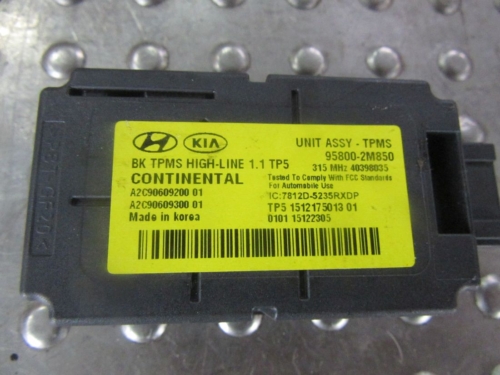 HYUNDAI KIA
UNIT ASSY - TPMS
BK TPMS HIGH-LINE 1.1 TP5
95800-2M850
CONTINENTAL
315 MHz 40398035
Tested To Comply With FCC Standards
For Automobile Use
A2C90609200 01
IC:7812D-5235RXDP
A2C90609300 01
TP5 1512175013 01
Made in korea
D101 15122305